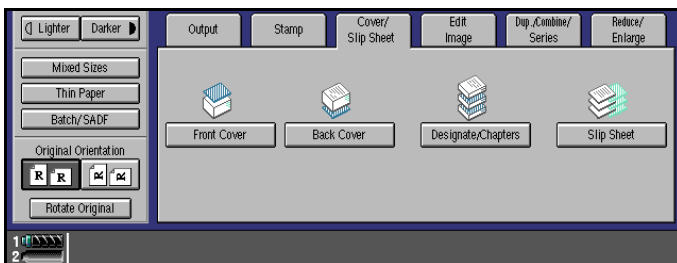 Lighter
Darker
Mixed Sizes
Thin Paper
Batch/SADF
Original Orientation
R R R R
Rotate Original
Output
Stamp
Cover/
Slip Sheet
Edit
Image
Dup./Combine/
Series
Reduce/
Enlarge
Front Cover
Back Cover
Designate/Chapters
Slip Sheet
1
2